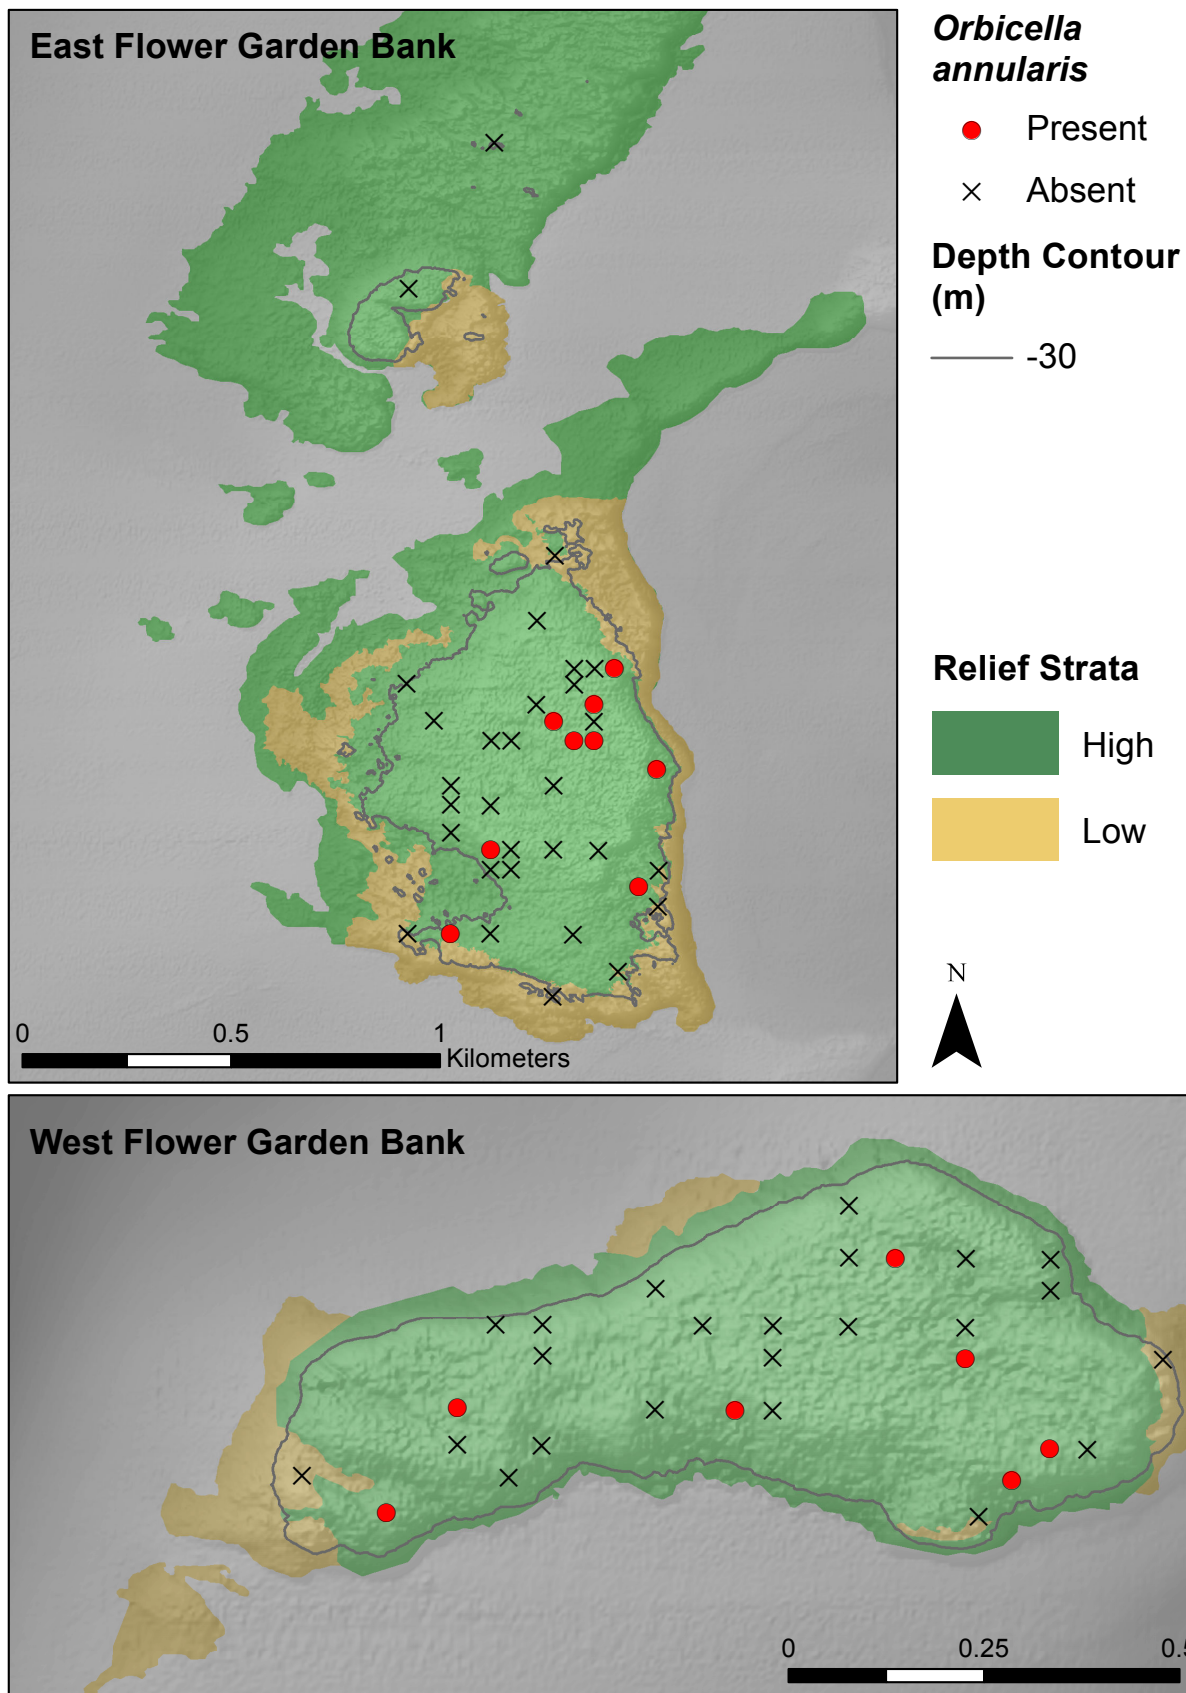 East Flower Garden Bank
Orbicella
annularis
Present
Absent
Depth Contour
(m)
-30
Relief Strata
High
Low
N
0 0.5 1
Kilometers
West Flower Garden Bank
0 0.25